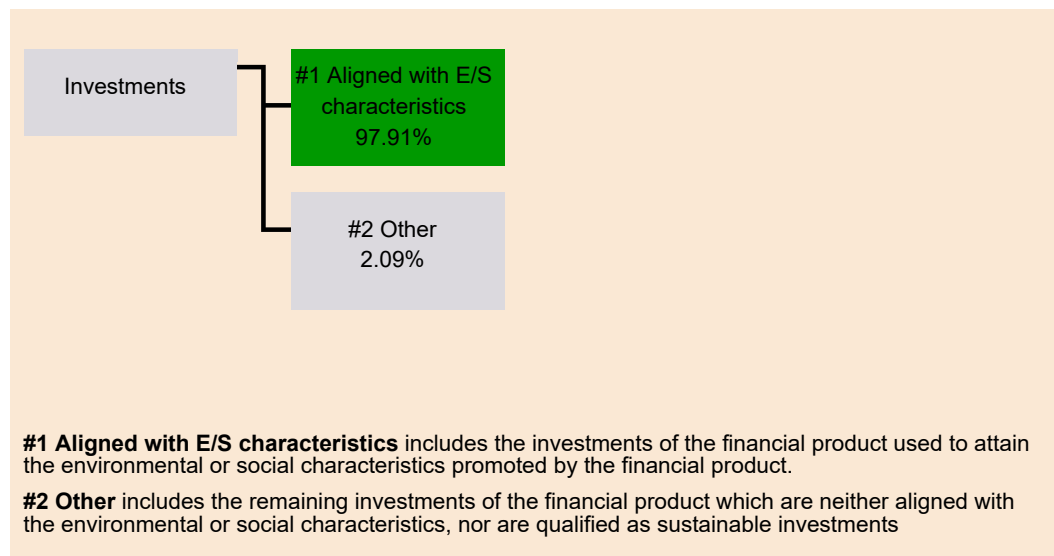 Investments
#1 Aligned with E/S
characteristics
97.91%
#2 Other
2.09%
#1 Aligned with E/S characteristics includes the investments of the financial product used to attain
the environmental or social characteristics promoted by the financial product.
#2 Other includes the remaining investments of the financial product which are neither aligned with
the environmental or social characteristics, nor are qualified as sustainable investments